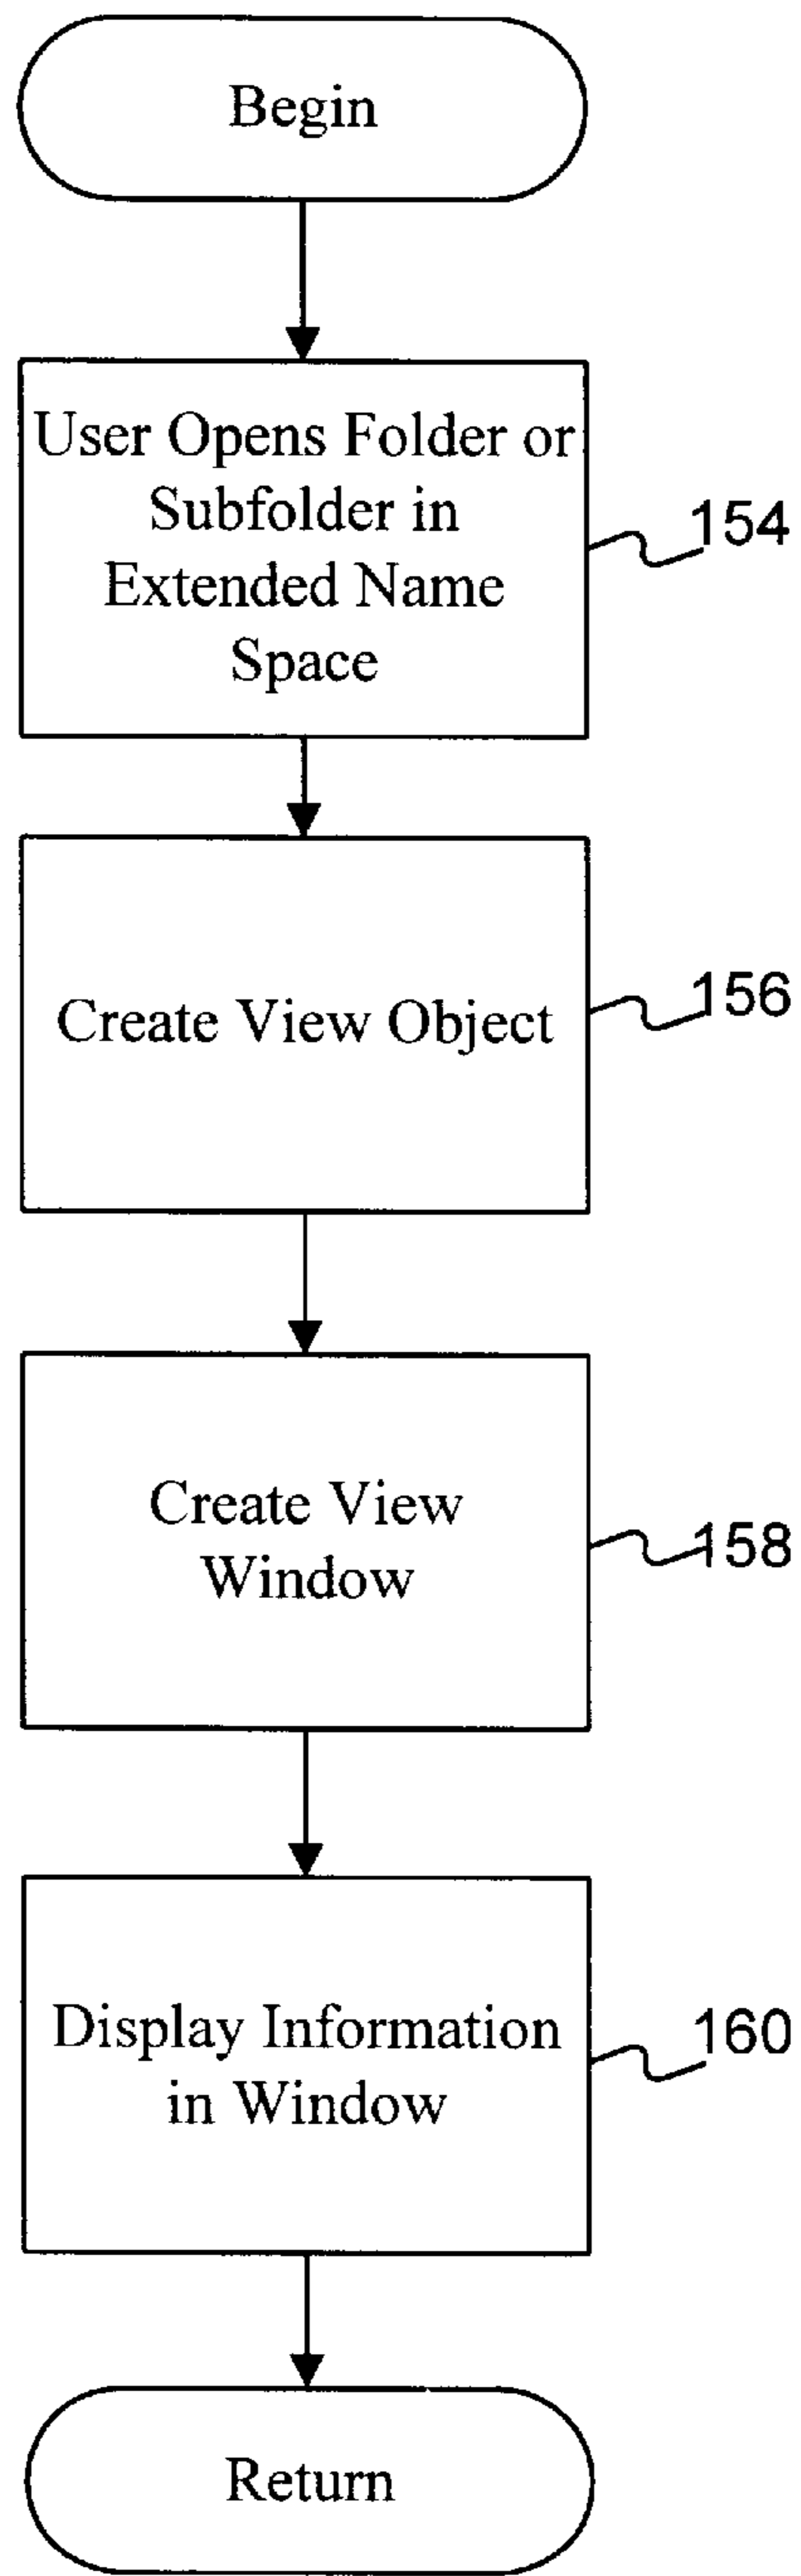 Begin
User Opens Folder or
Subfolder in
Extended Name
Space
154
Create View Object
156
Create View
Window
158
Display Information
in Window
160
Return